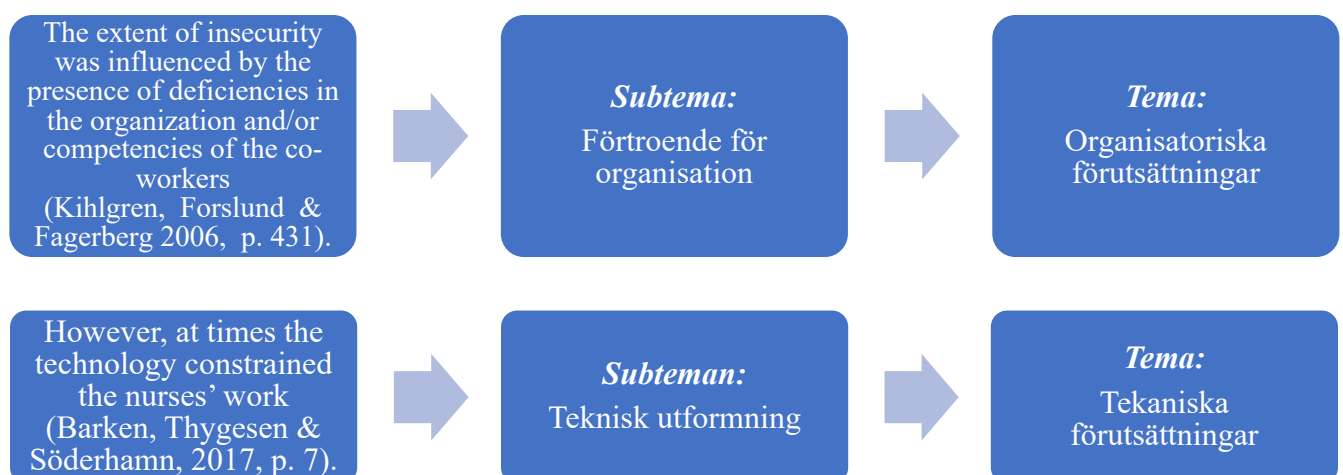 The extent of insecurity
was influenced by the
presence of deficiencies in
the organization and/or
competencies of the co-
workers
(Kihlgren, Forslund &
Fagerberg 2006, p. 431).
Subtema:
Förtroende för
organisation
Tema:
Organisatoriska
förutsättningar
However, at times the
technology constrained
the nurses’ work
(Barken, Thygesen &
Söderhamn, 2017, p. 7).
Subteman:
Teknisk utformning
Tema:
Tekaniska
förutsättningar